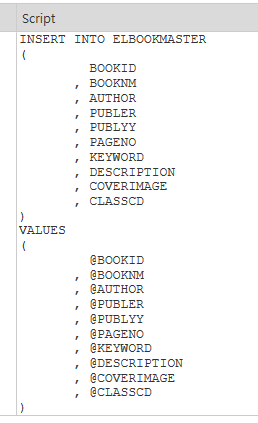 Script
INSERT INTO ELBOOKMASTER
(
BOOKID
, BOOKNM
, AUTHOR
, PUBLER
, PUBLYY
, PAGENO
, KEYWORD
, DESCRIPTION
, COVERIMAGE
, CLASSCD
)
VALUES
(
@BOOKID
, @BOOKNM
, @AUTHOR
, @PUBLER
, @PUBLYY
, @PAGENO
, @KEYWORD
, @DESCRIPTION
, @COVERIMAGE
, @CLASSCD
)